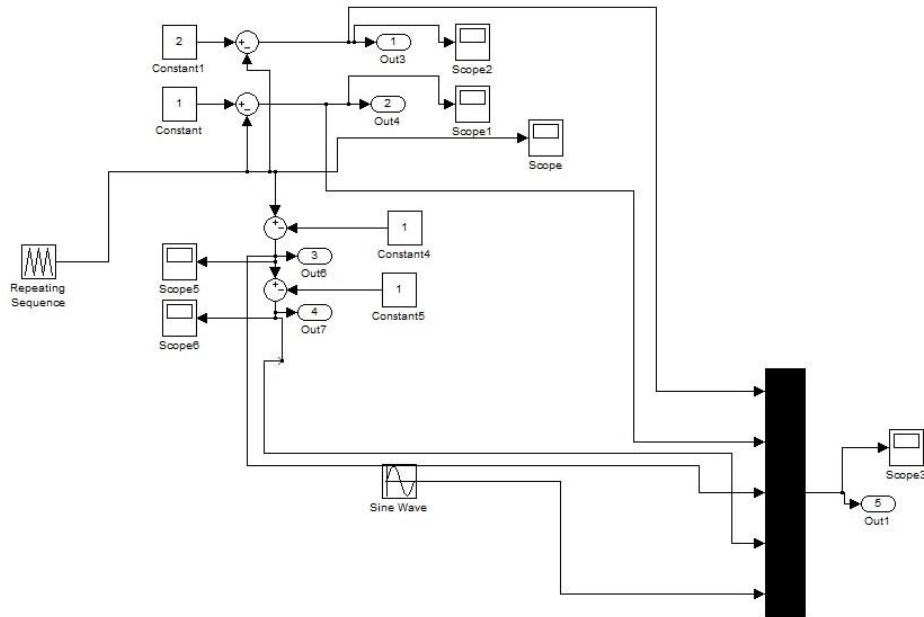 2
Constant1
1
Out3
Scope2
1
Constant
2
Out4
Scope1
Scope
1
Constant4
3
Out6
Scope5
Repeating
Sequence
1
Constant5
4
Out7
Scope6
Sine Wave
Scope3
5
Out1